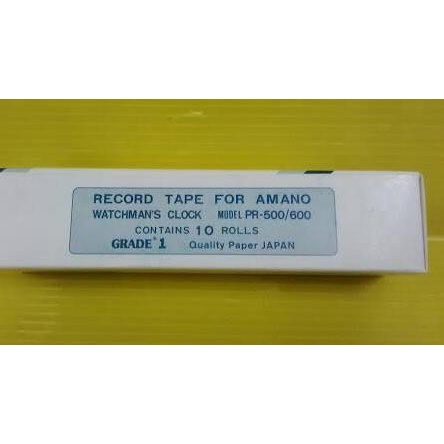 RECORD TAPE FOR AMANO
WATCHMAN'S CLOCK MODEL PR-500/600
CONTAINS 10 ROLLS
GRADE #1 Quality Paper JAPAN